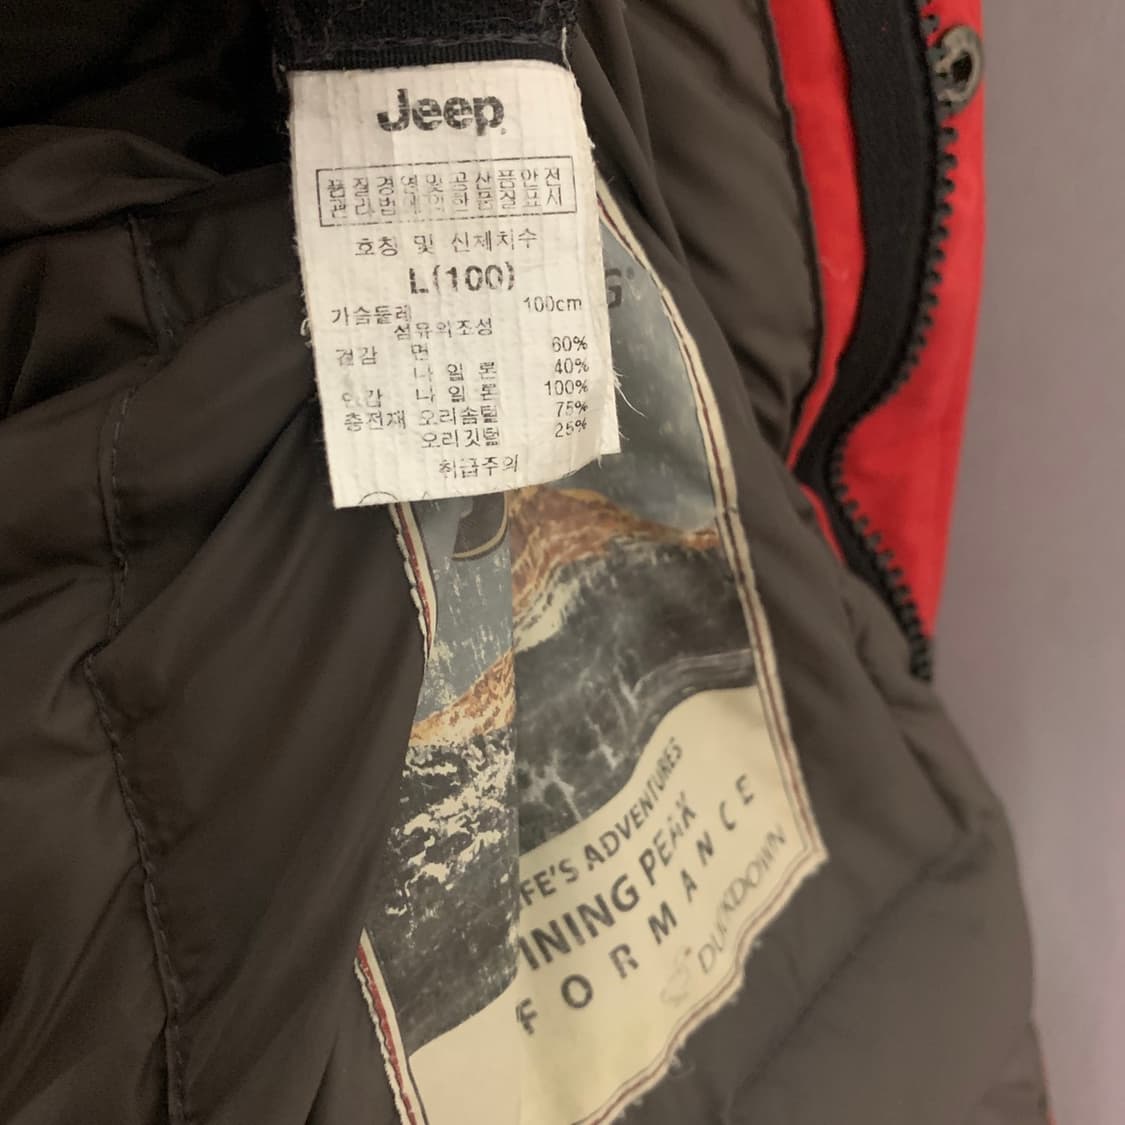 Jeep
품질경영및공산품안전
관리법에의한품질표시
호칭 및 신체치수
L(100)
가슴둘레 100cm
섬유의조성
겉감 면 60%
나 일 론 40%
안감 나 일 론 100%
충전재 오리솜털 75%
오리깃털 25%
취급주의
G
FE'S ADVENTURES
INING PEAK
FORMANCE
DUCKDOWN